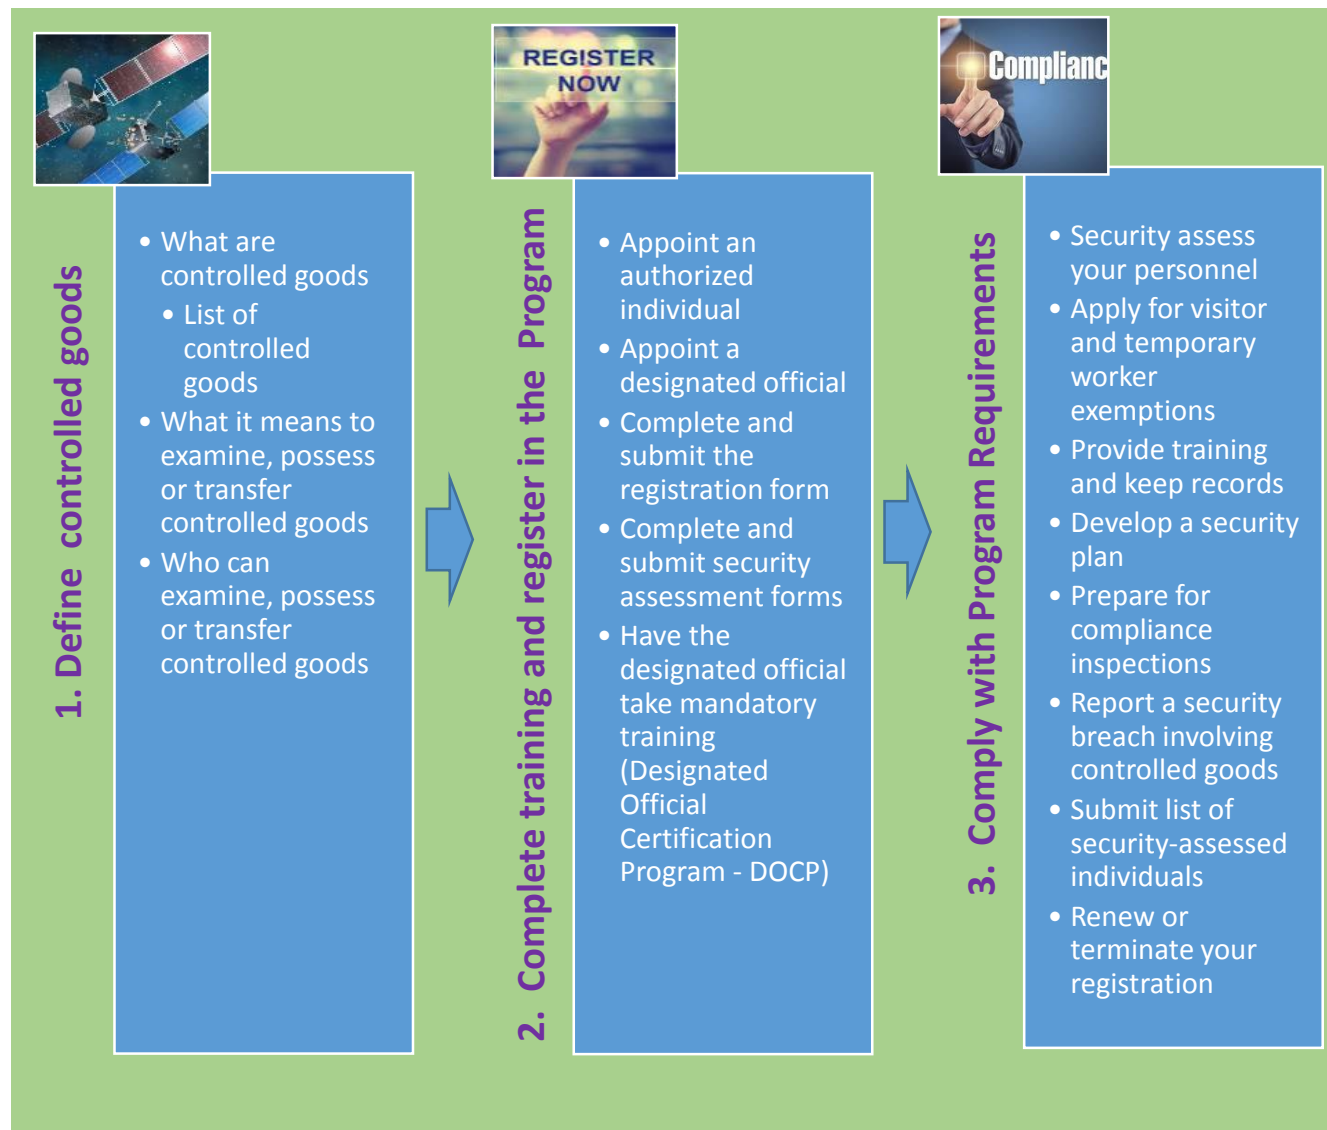 1. Define controlled goods
• What are
controlled goods
• List of
controlled
goods
• What it means to
examine, possess
or transfer
controlled goods
• Who can
examine, possess
or transfer
controlled goods
REGISTER
NOW
2. Complete training and register in the Program
• Appoint an
authorized
individual
• Appoint a
designated official
• Complete and
submit the
registration form
• Complete and
submit security
assessment forms
• Have the
designated official
take mandatory
training
(Designated
Official
Certification
Program - DOCP)
Complianc
3. Comply with Program Requirements
• Security assess
your personnel
• Apply for visitor
and temporary
worker
exemptions
• Provide training
and keep records
• Develop a security
plan
• Prepare for
compliance
inspections
• Report a security
breach involving
controlled goods
• Submit list of
security-assessed
individuals
• Renew or
terminate your
registration